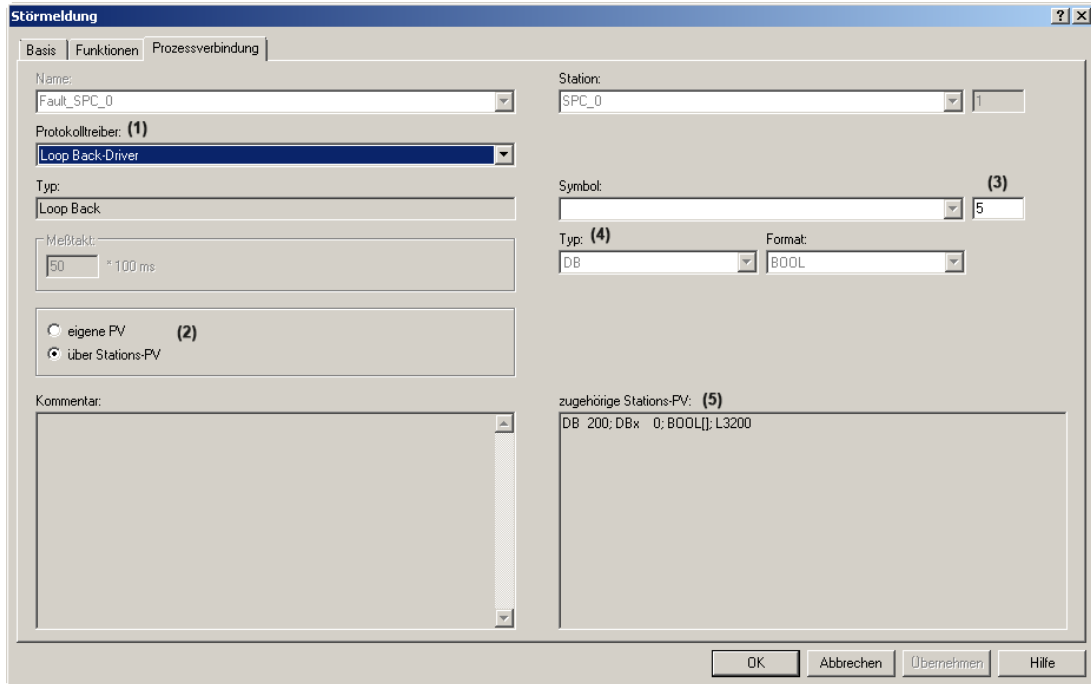 Störmeldung
Basis
Funktionen
Prozessverbindung
Name:
Fault_SPC_0
Station:
SPC_0
1
Protokolltreiber: (1)
Loop Back-Driver
Typ:
Loop Back
Symbol:
(3)
5
Meßtakt:
50 * 100 ms
Typ: (4)
DB
Format:
BOOL
eigene PV
(2)
über Stations-PV
Kommentar:
zugehörige Stations-PV: (5)
DB 200; DBx 0; BOOL[]; L3200
OK
Abbrechen
Übernehmen
Hilfe